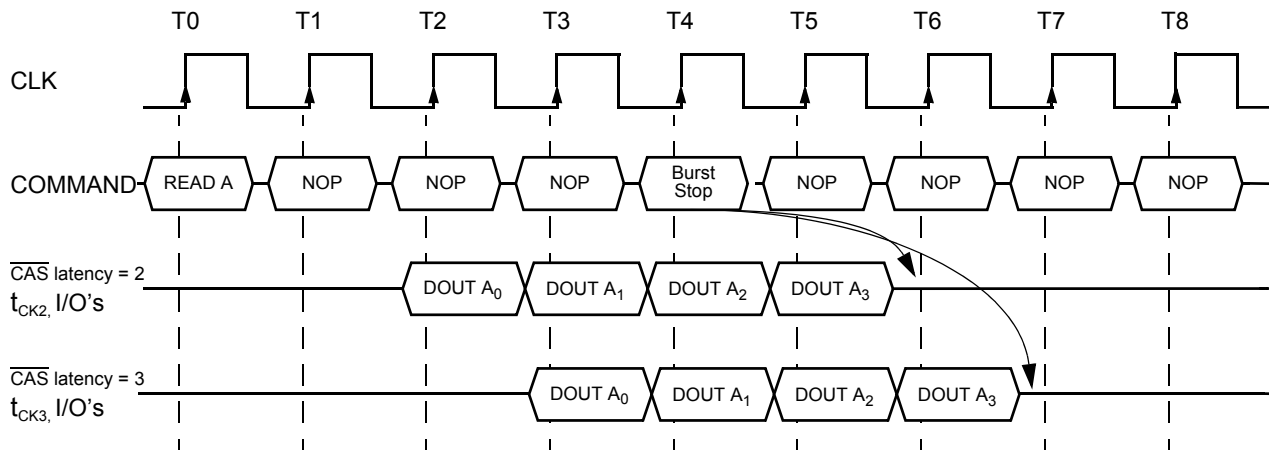 T0 T1 T2 T3 T4 T5 T6 T7 T8
CLK
COMMAND READ A NOP NOP NOP Burst Stop NOP NOP NOP NOP
CAS latency = 2
tCK2, I/O's DOUT A0 DOUT A1 DOUT A2 DOUT A3
CAS latency = 3
tCK3, I/O's DOUT A0 DOUT A1 DOUT A2 DOUT A3